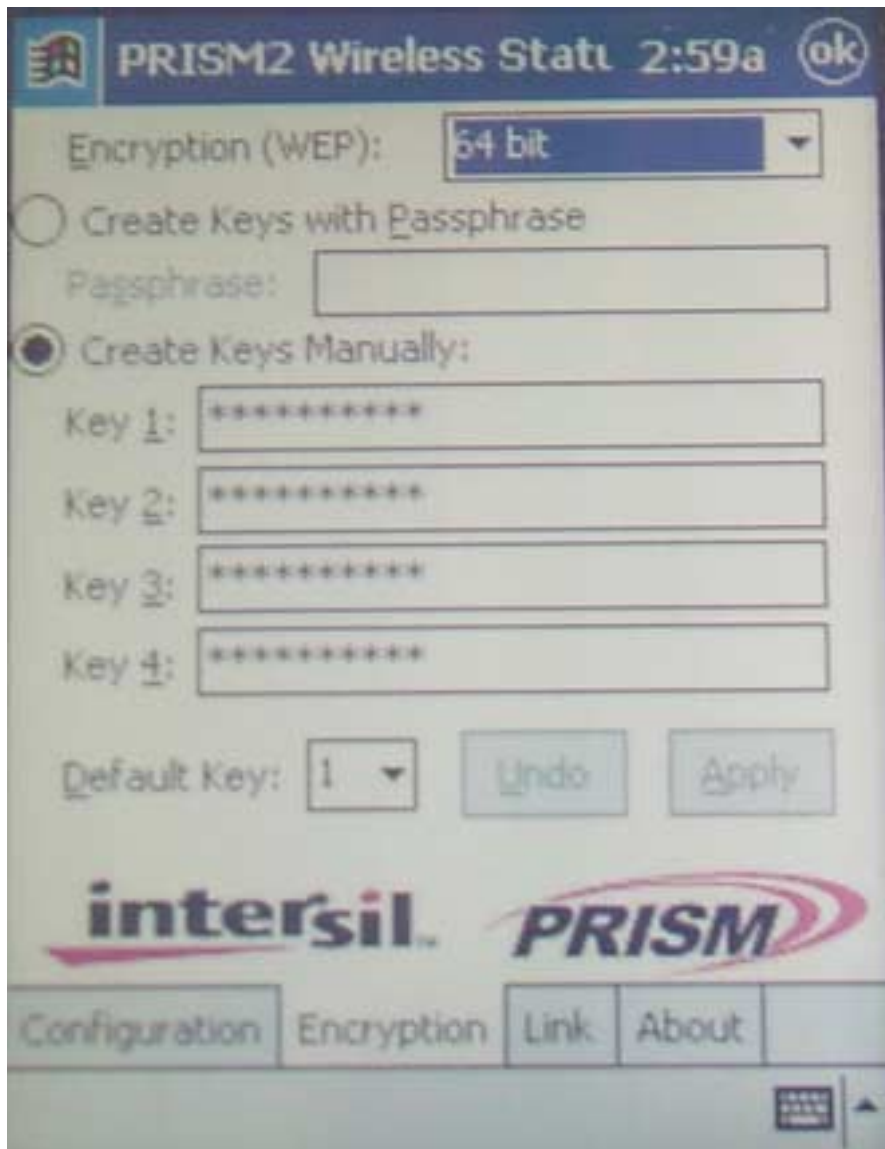 PRISM2 Wireless Statu 2:59a ok
Encryption (WEP): 64 bit
Create Keys with Passphrase
Passphrase:
Create Keys Manually:
Key 1: **********
Key 2: **********
Key 3: **********
Key 4: **********
Default Key: 1 Undo Apply
intersil™ PRISM
Configuration Encryption Link About